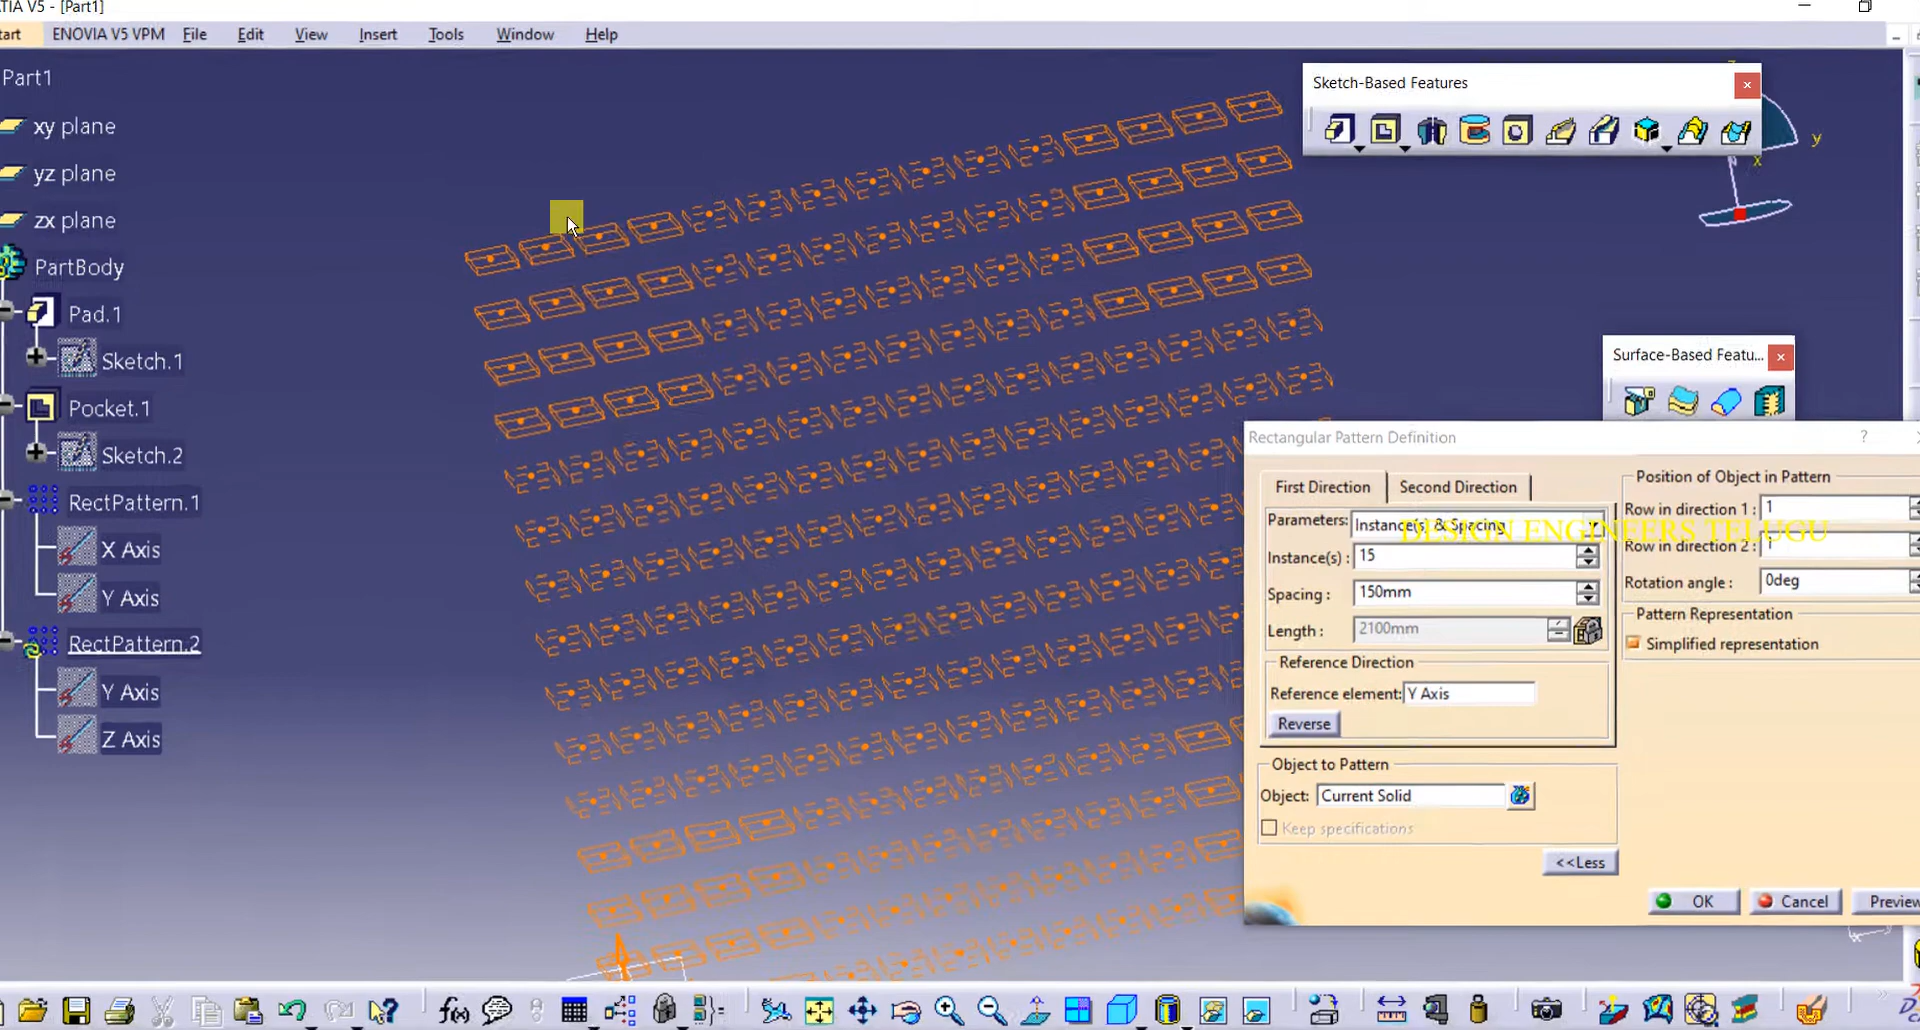 TIA V5 - [Part1]
tart ENOVIA V5 VPM File Edit View Insert Tools Window Help
Part1
xy plane
yz plane
zx plane
PartBody
Pad.1
Sketch.1
Pocket.1
Sketch.2
RectPattern.1
X Axis
Y Axis
RectPattern.2
Y Axis
Z Axis
Sketch-Based Features
y
x
Surface-Based Featu...
Rectangular Pattern Definition
First Direction Second Direction
Parameters: Instance(s) & Spacing
Instance(s) : 15
Spacing : 150mm
Length : 2100mm
Reference Direction
Reference element: Y Axis
Reverse
Object to Pattern
Object: Current Solid
Keep specifications
<<Less
Position of Object in Pattern
Row in direction 1 : 1
DESIGN ENGINEERS TELUGU
Row in direction 2 : 1
Rotation angle : 0deg
Pattern Representation
Simplified representation
OK Cancel Preview